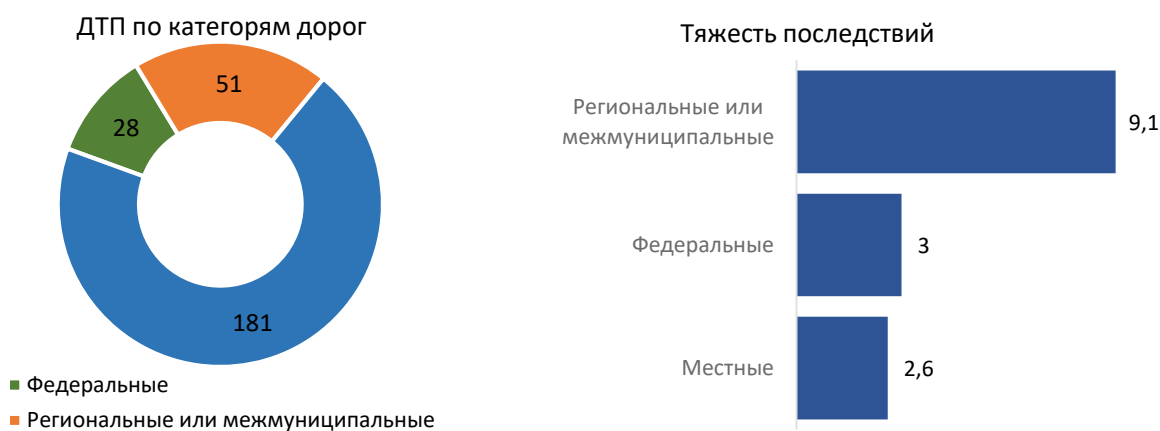 ДТП по категорям дорог
51
28
181
Федеральные
Региональные или межмуниципальные
Тяжесть последствий
Региональные или
межмуниципальные
9,1
Федеральные
3
Местные
2,6